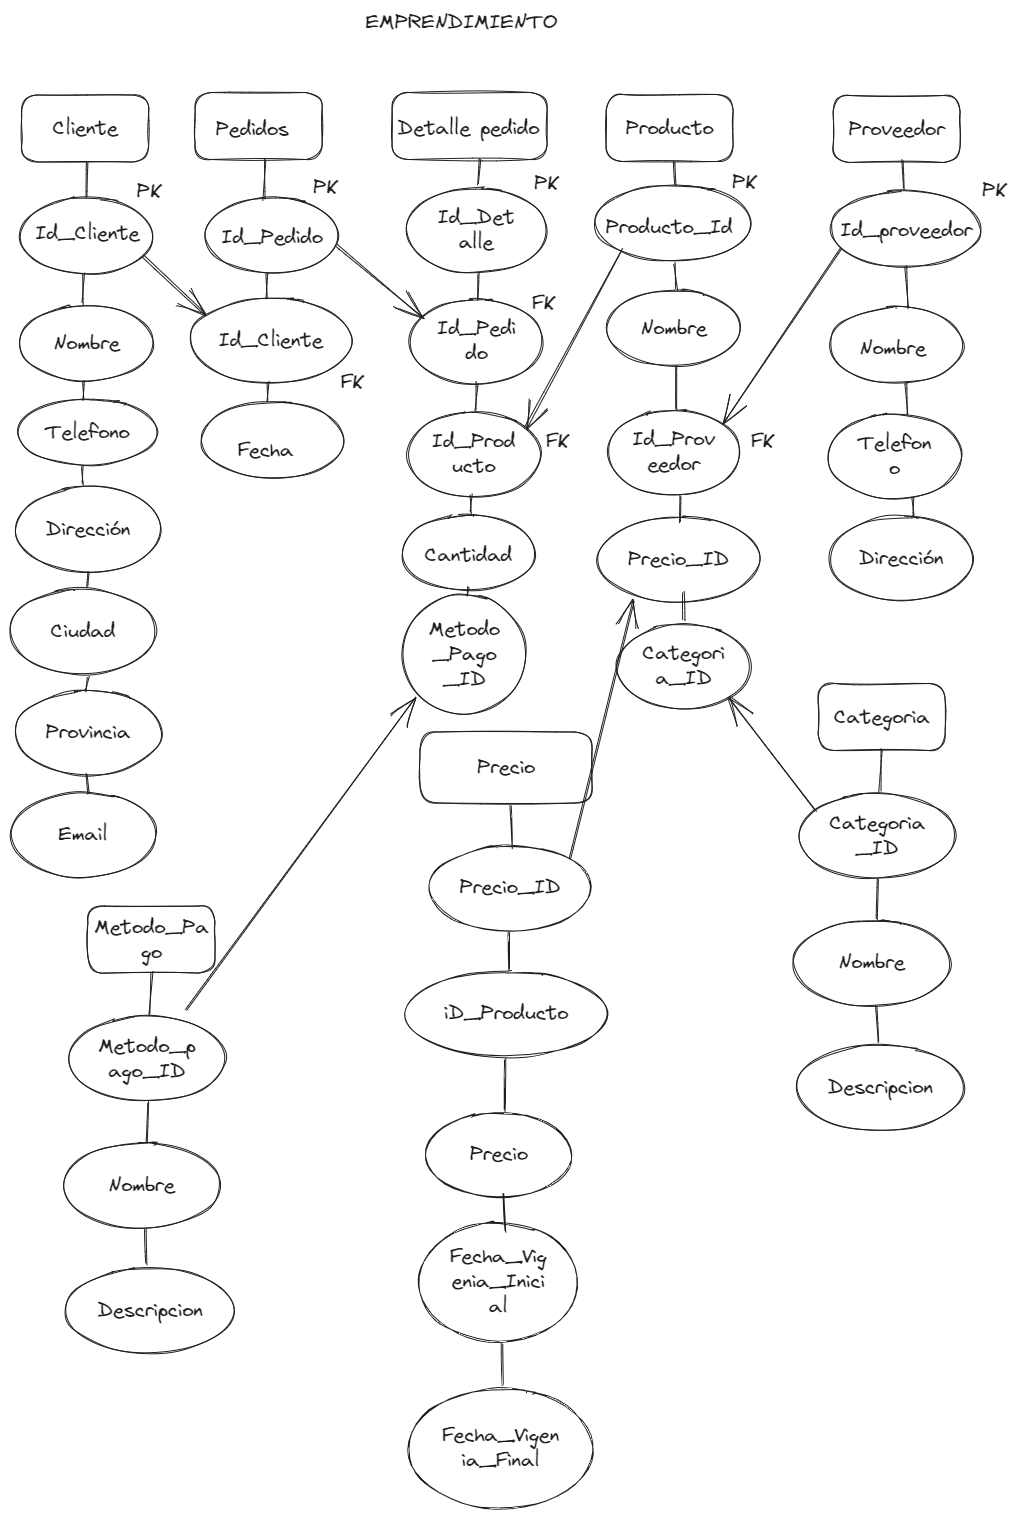 EMPRENDIMIENTO
Cliente
PK
Id_Cliente
Nombre
Telefono
Dirección
Ciudad
Provincia
Email
Pedidos
PK
Id_Pedido
Id_Cliente
FK
Fecha
Detalle pedido
PK
Id_Det
alle
FK
Id_Pedi
do
Id_Prod
ucto
FK
Cantidad
Metodo
_Pago
_ID
Producto
PK
Producto_Id
Nombre
Id_Prov
eedor
FK
Precio_ID
Categori
a_ID
Proveedor
PK
Id_proveedor
Nombre
Telefon
o
Dirección
Categoria
Categoria
_ID
Nombre
Descripcion
Precio
Precio_ID
iD_Producto
Precio
Fecha_Vig
enia_Inici
al
Fecha_Vigen
ia_Final
Metodo_Pa
go
Metodo_p
ago_ID
Nombre
Descripcion